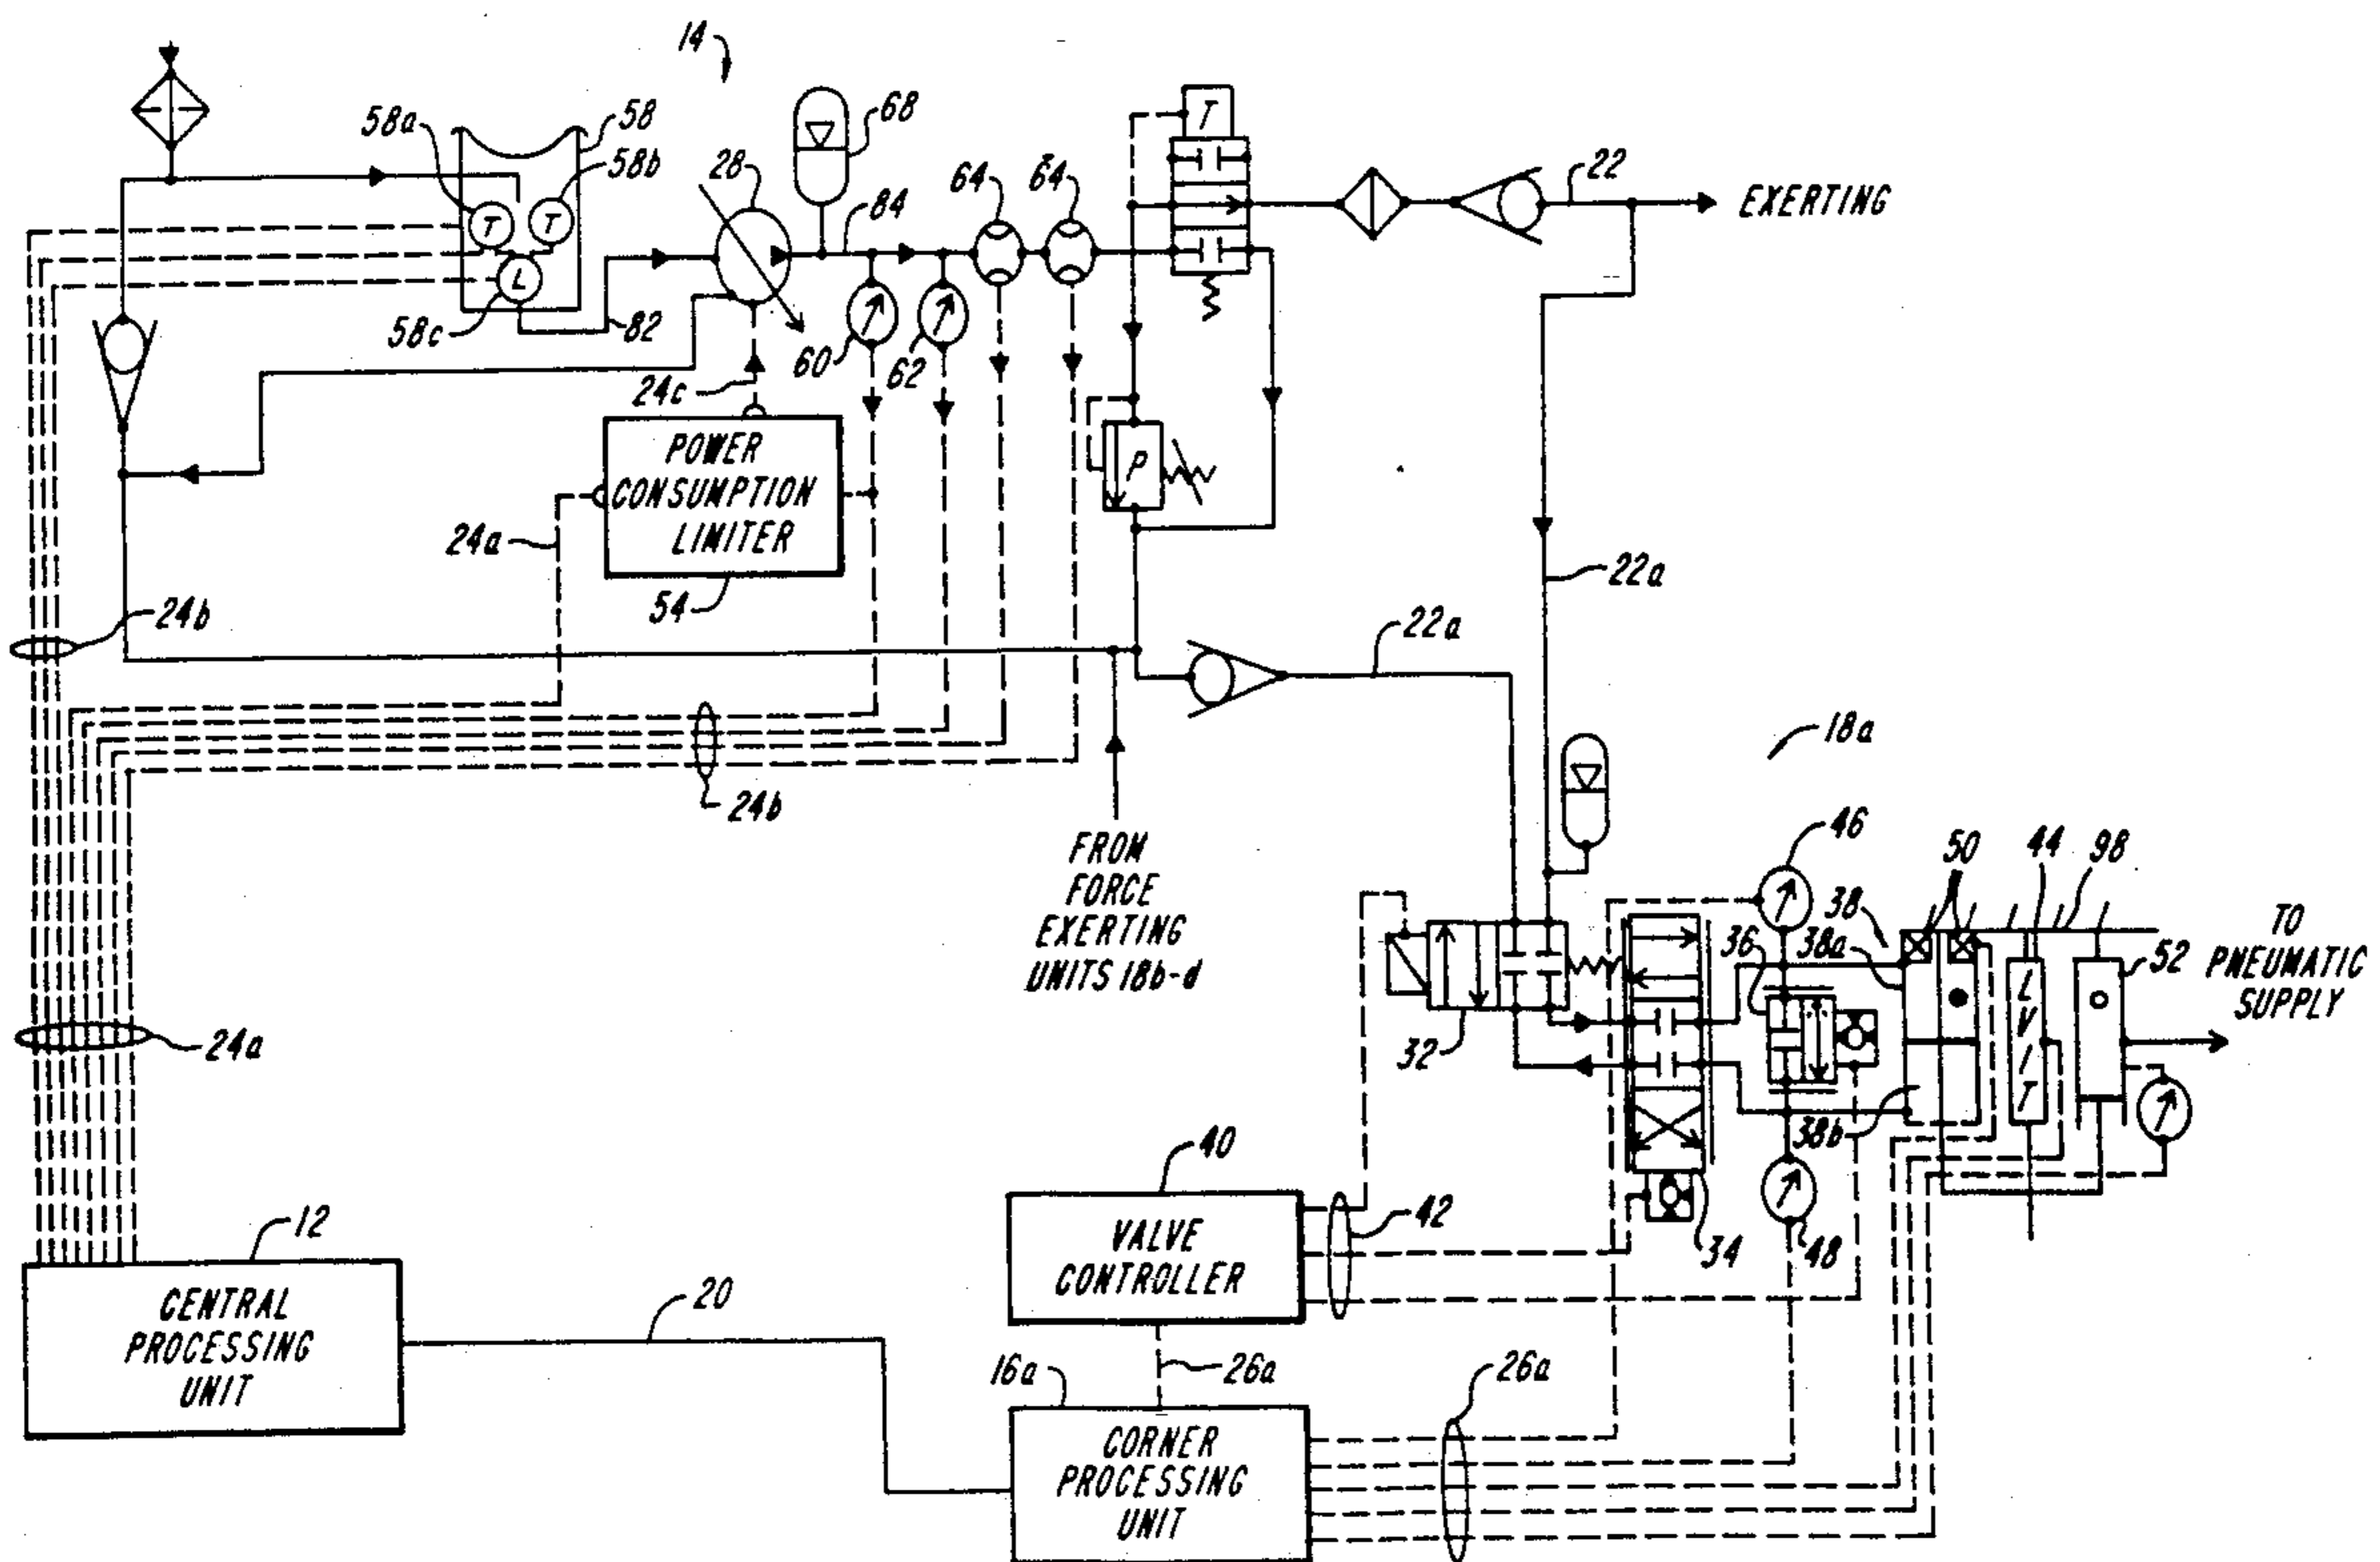 14
58a
58
58b
28
68
64
64
T
22
EXERTING
84
T
T
L
58c
82
60
62
24c
POWER
CONSUMPTION
LIMITER
P
24a
54
22a
24b
22a
18a
24b
FROM
FORCE
EXERTING
UNITS 18b-d
46
50
44
98
38
38a
36
52
TO
PNEUMATIC
SUPPLY
24a
32
LVIT
38b
40
VALVE
CONTROLLER
42
34
48
12
CENTRAL
PROCESSING
UNIT
20
16a
26a
26a
CORNER
PROCESSING
UNIT